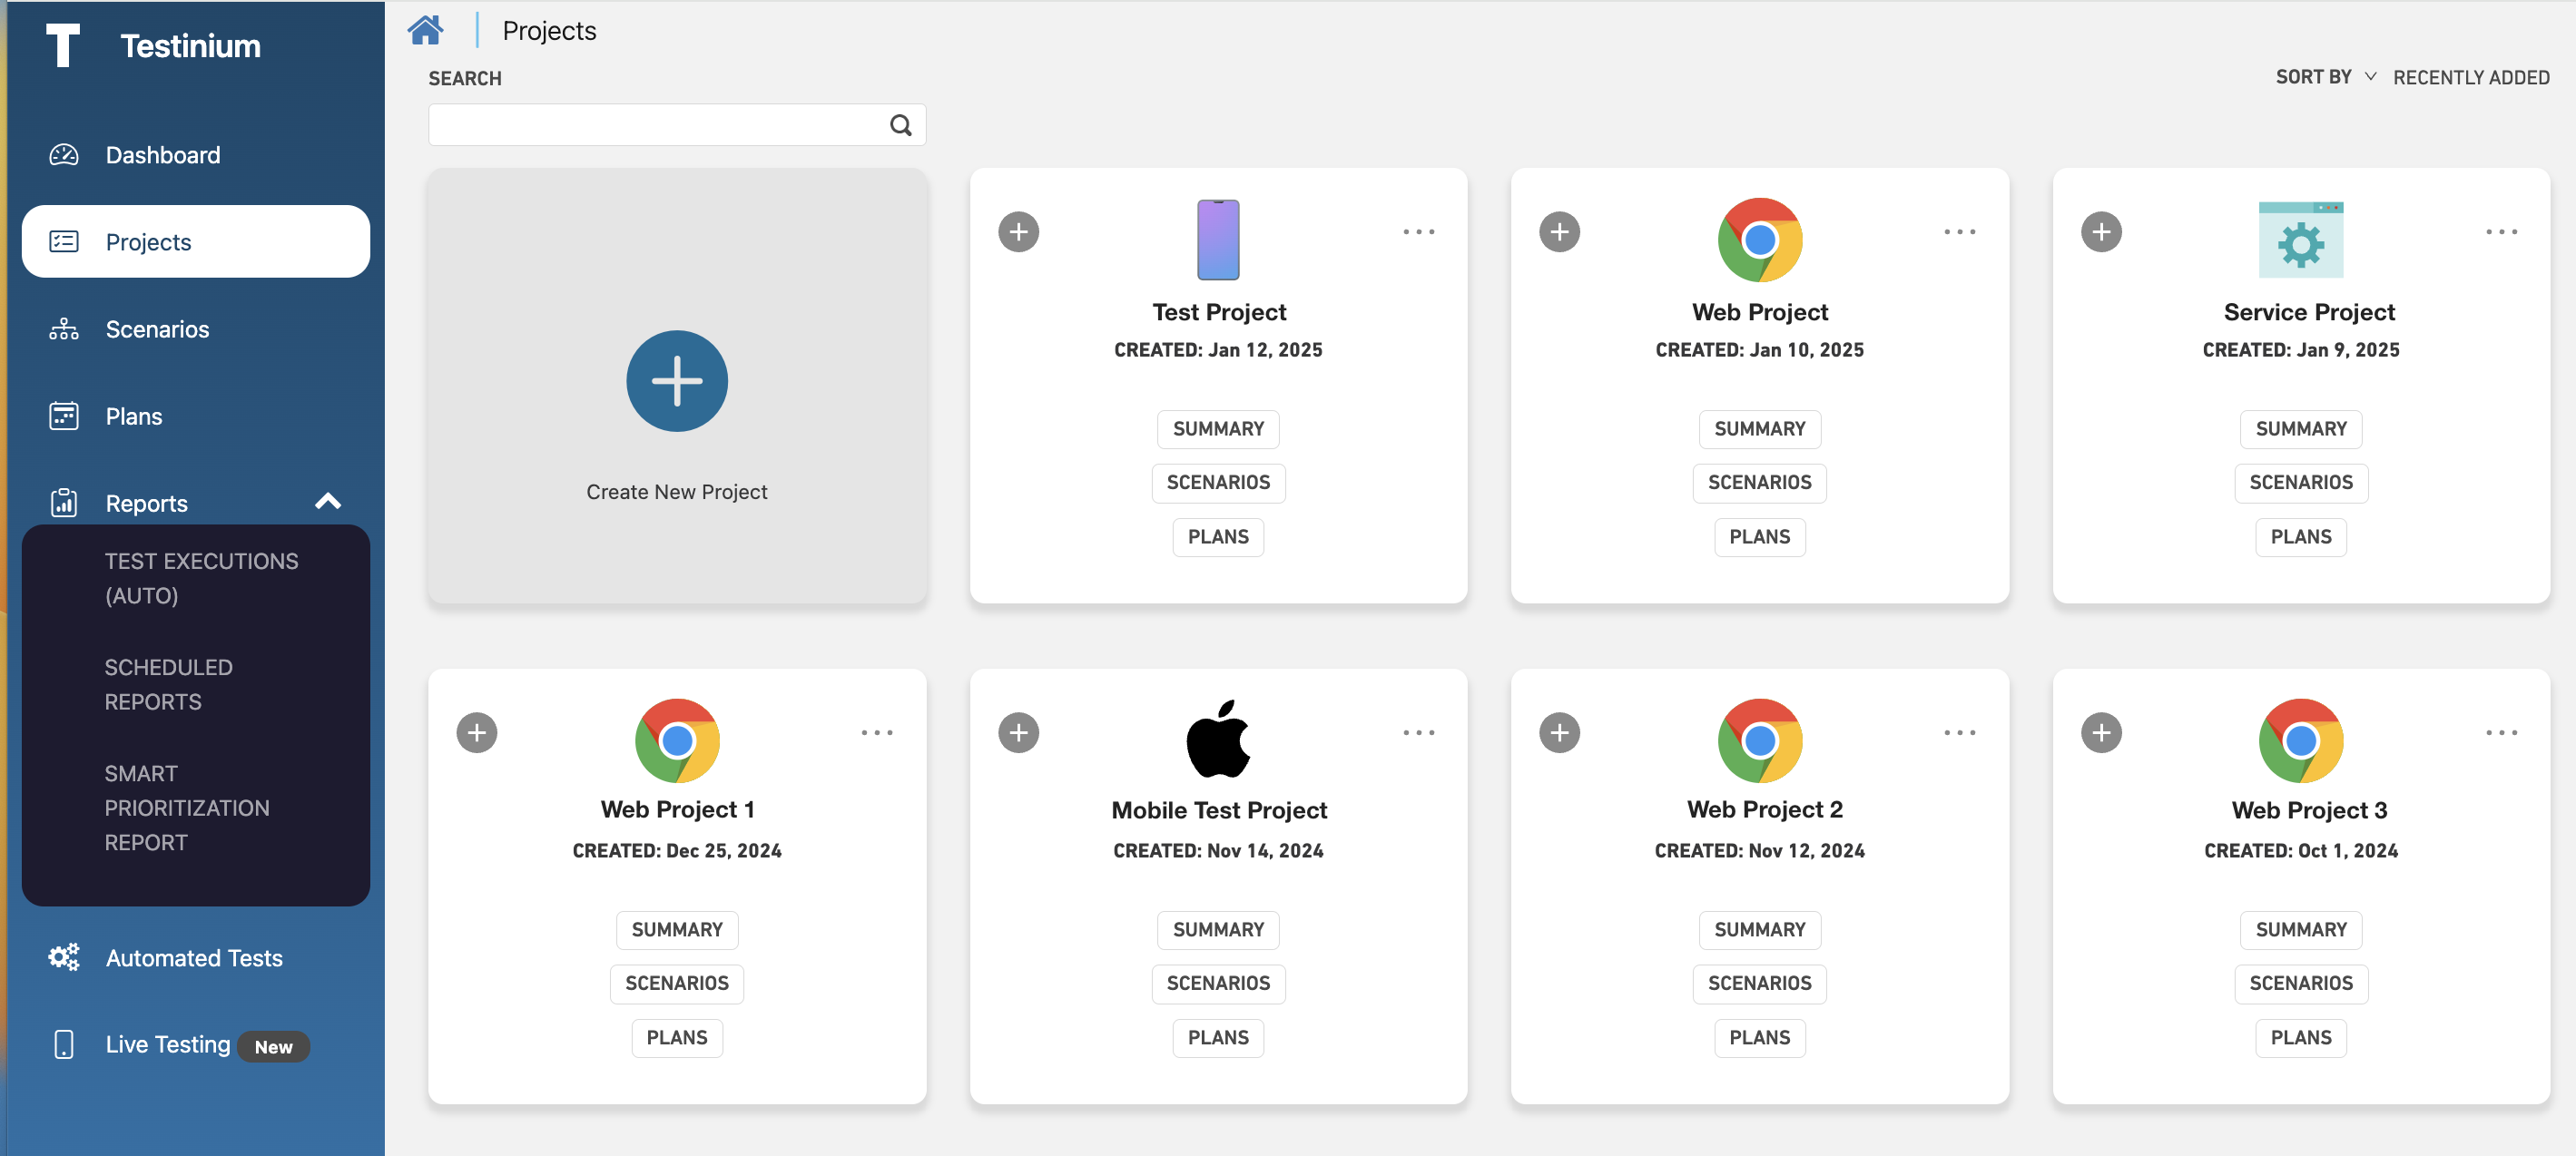 Testinium
Dashboard
Projects
Scenarios
Plans
Reports
TEST EXECUTIONS
(AUTO)
SCHEDULED
REPORTS
SMART
PRIORITIZATION
REPORT
Automated Tests
Live Testing New
Projects
SEARCH
SORT BY RECENTLY ADDED
Create New Project
Test Project
CREATED: Jan 12, 2025
SUMMARY
SCENARIOS
PLANS
Web Project
CREATED: Jan 10, 2025
SUMMARY
SCENARIOS
PLANS
Service Project
CREATED: Jan 9, 2025
SUMMARY
SCENARIOS
PLANS
Web Project 1
CREATED: Dec 25, 2024
SUMMARY
SCENARIOS
PLANS
Mobile Test Project
CREATED: Nov 14, 2024
SUMMARY
SCENARIOS
PLANS
Web Project 2
CREATED: Nov 12, 2024
SUMMARY
SCENARIOS
PLANS
Web Project 3
CREATED: Oct 1, 2024
SUMMARY
SCENARIOS
PLANS